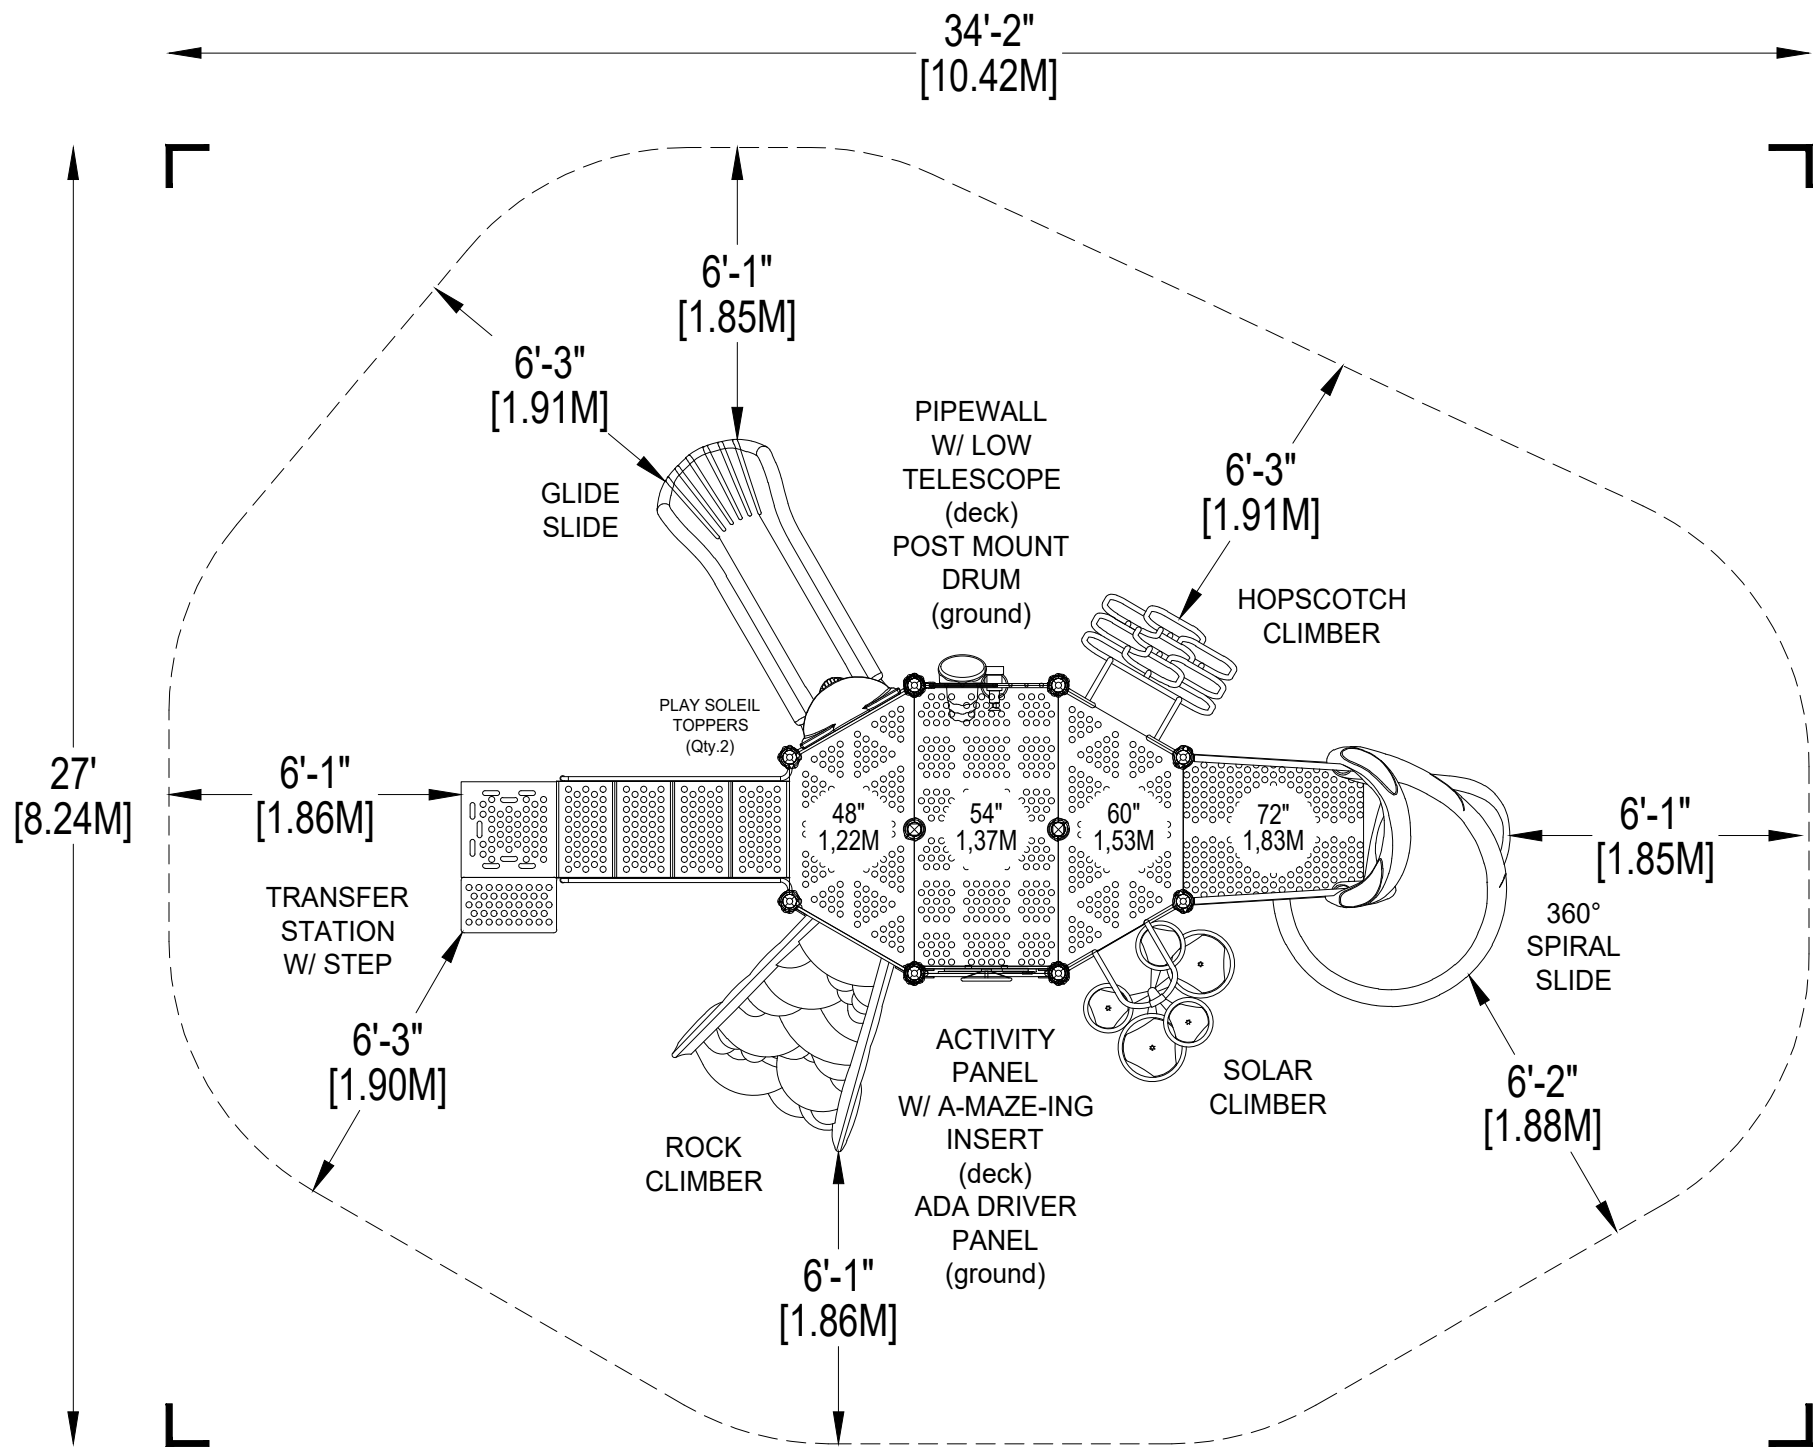 34'-2"
[10.42M]
6'-1"
[1.85M]
6'-3"
[1.91M]
PIPEWALL
W/ LOW
TELESCOPE
(deck)
POST MOUNT
DRUM
(ground)
6'-3"
[1.91M]
GLIDE
SLIDE
HOPSCOTCH
CLIMBER
PLAY SOLEIL
TOPPERS
(Qty.2)
27'
[8.24M]
6'-1"
[1.86M]
48"
1,22M
54"
1,37M
60"
1,53M
72"
1,83M
6'-1"
[1.85M]
TRANSFER
STATION
W/ STEP
360°
SPIRAL
SLIDE
6'-3"
[1.90M]
ROCK
CLIMBER
ACTIVITY
PANEL
W/ A-MAZE-ING
INSERT
(deck)
ADA DRIVER
PANEL
(ground)
SOLAR
CLIMBER
6'-2"
[1.88M]
6'-1"
[1.86M]